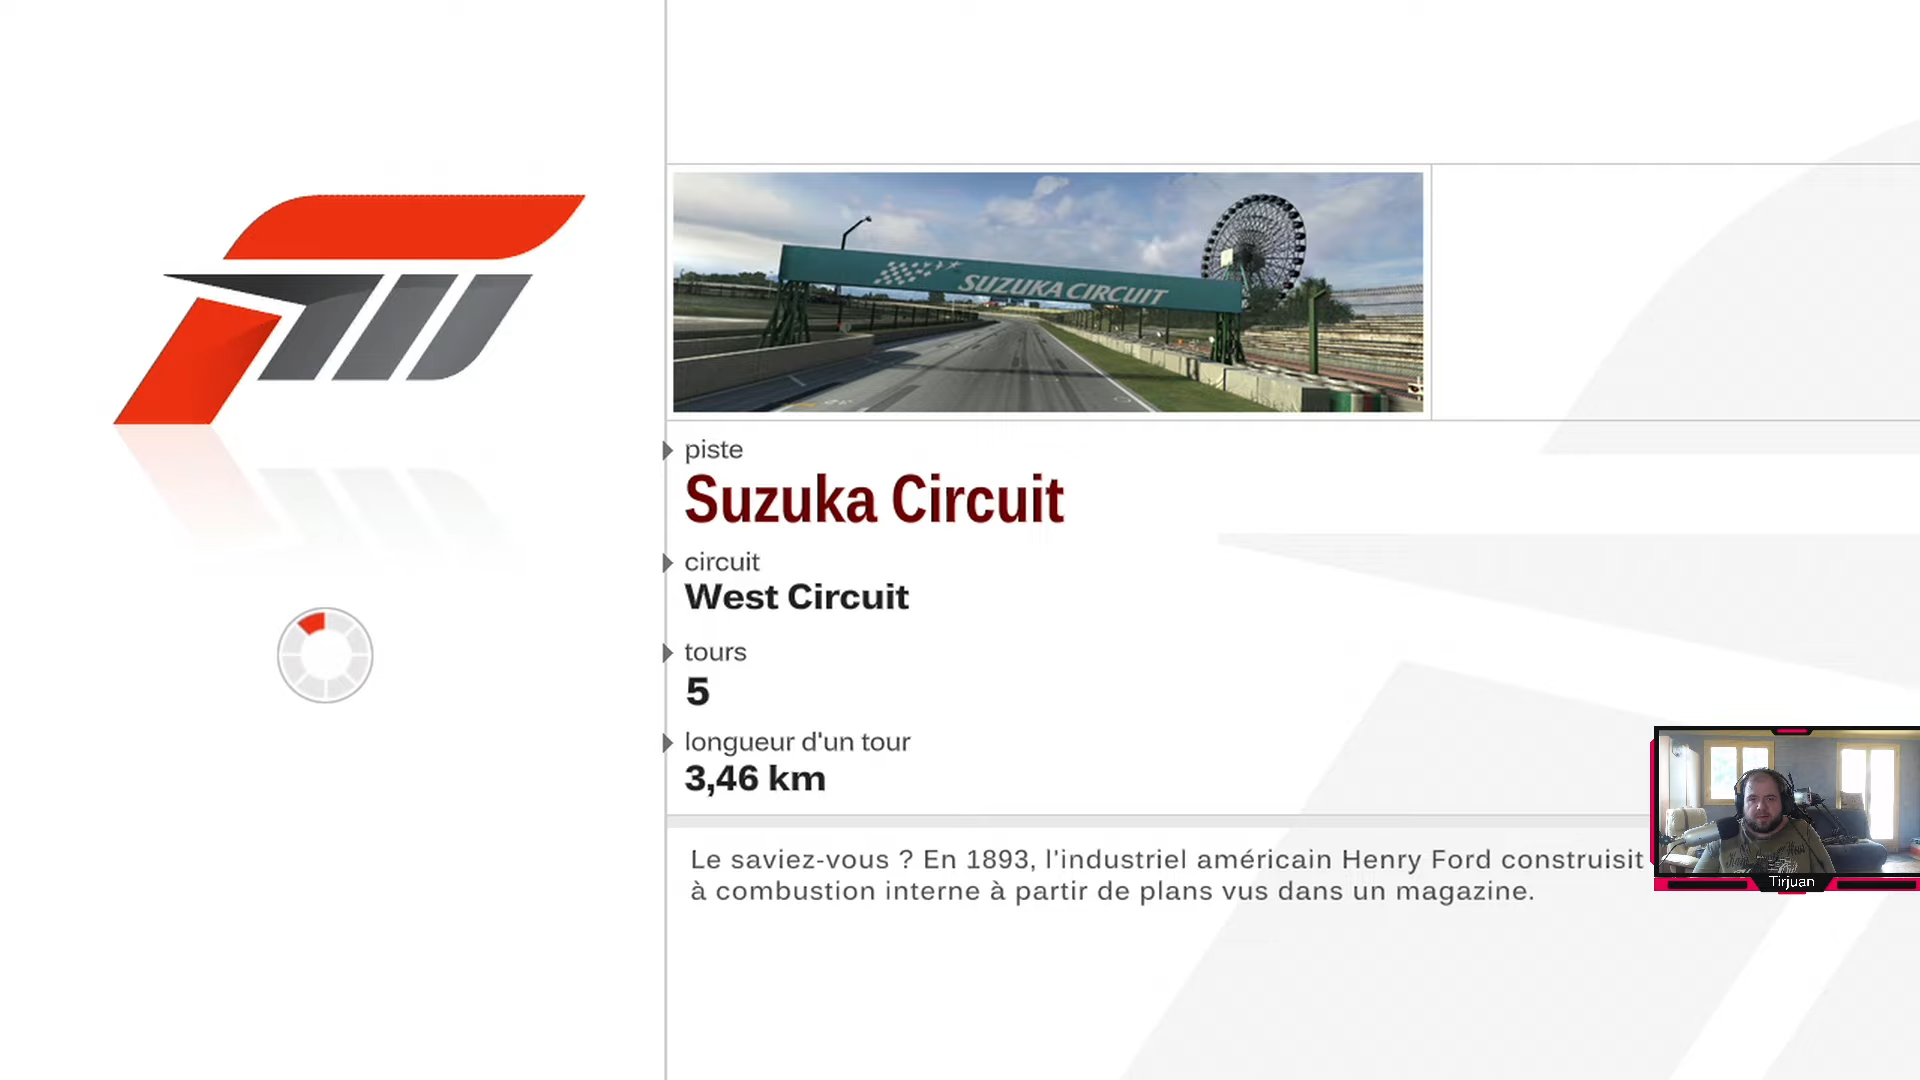 SUZUKA CIRCUIT
piste
Suzuka Circuit
circuit
West Circuit
tours
5
longueur d'un tour
3,46 km
Le saviez-vous ? En 1893, l'industriel américain Henry Ford construisit
à combustion interne à partir de plans vus dans un magazine.
Tirjuan